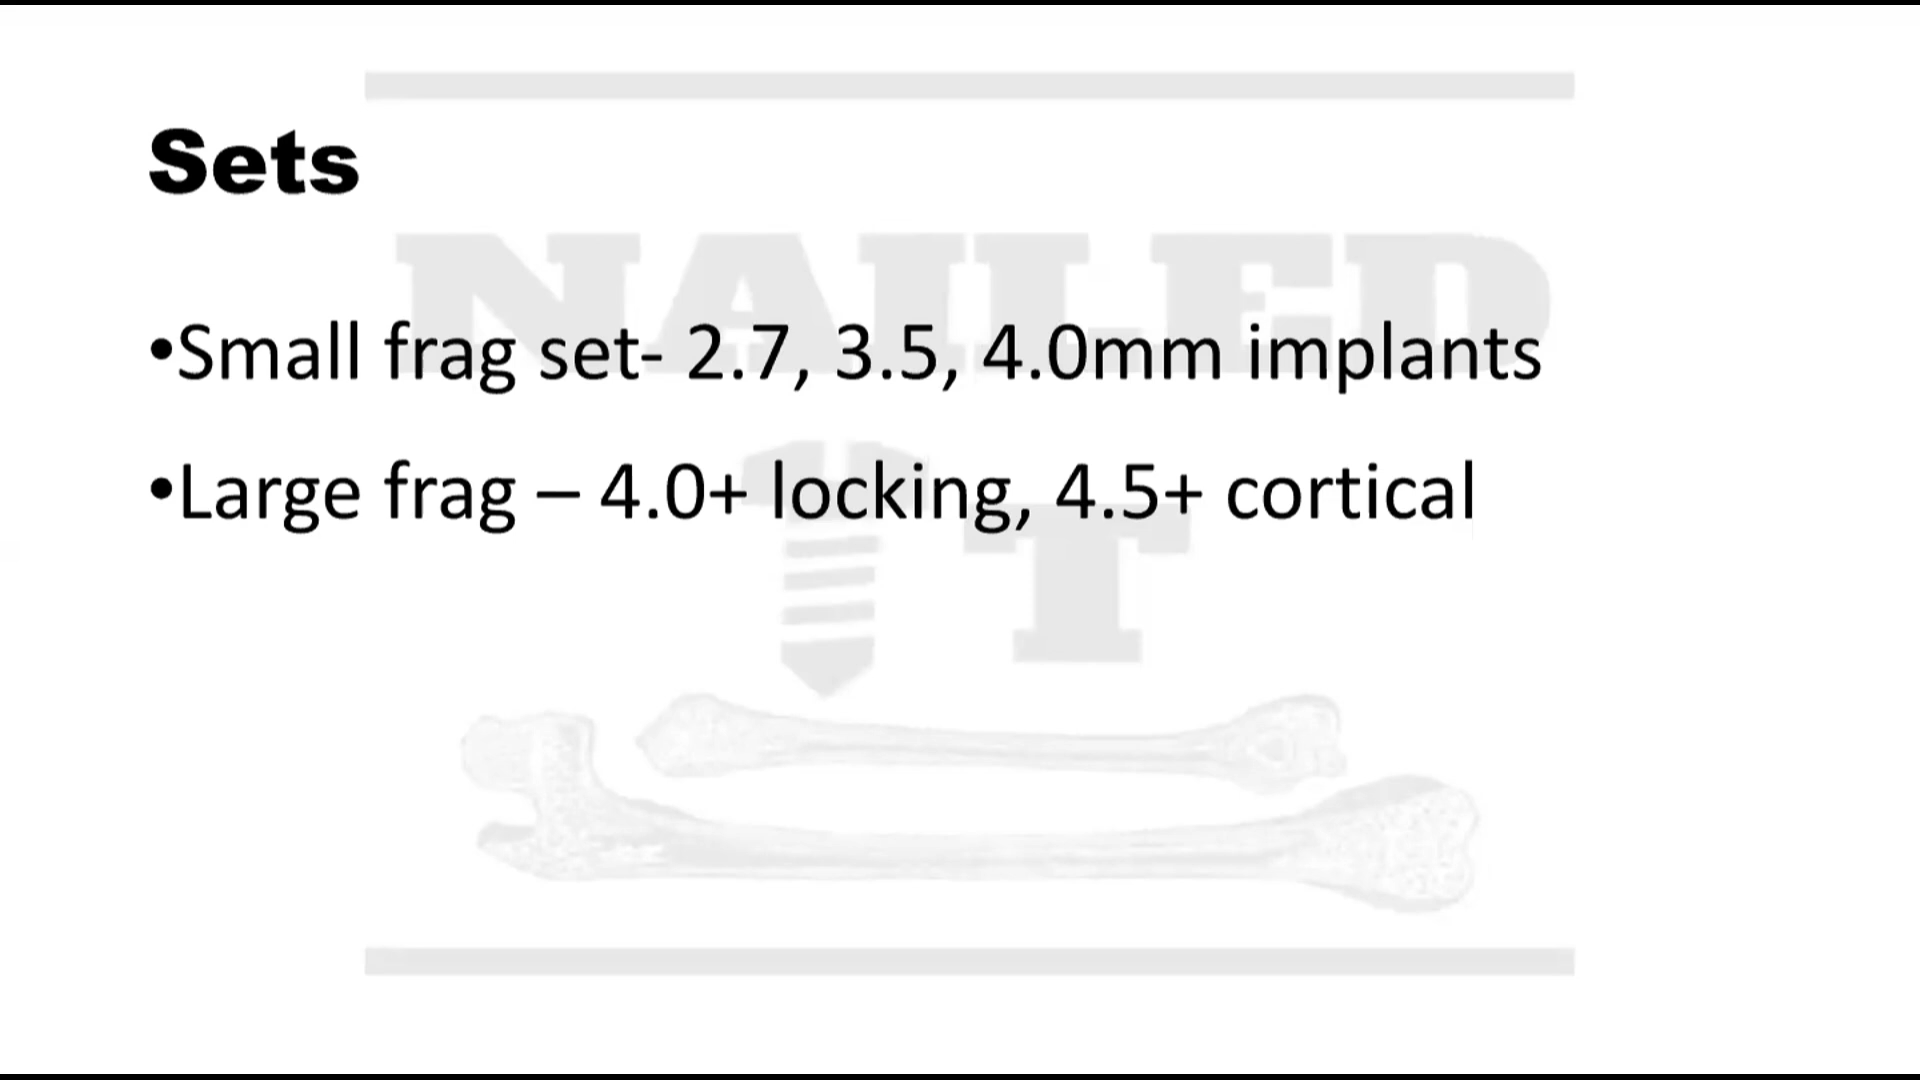 Sets
NAILED
•Small frag set- 2.7, 3.5, 4.0mm implants
•Large frag – 4.0+ locking, 4.5+ cortical
IT